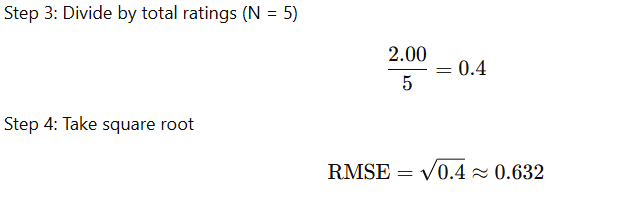 Step 3: Divide by total ratings (N = 5)
2.00
5
= 0.4
Step 4: Take square root
RMSE = √0.4 ≈ 0.632